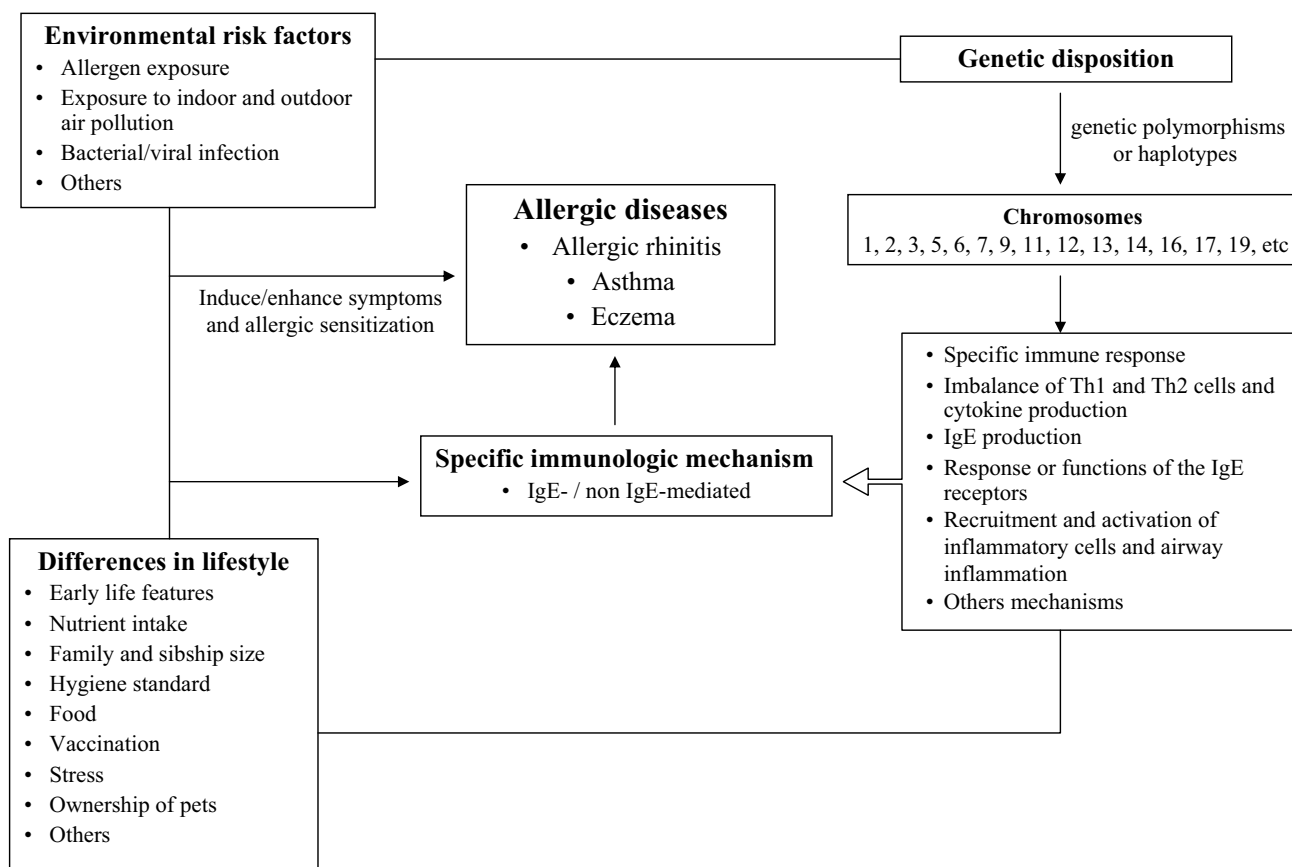 Environmental risk factors
• Allergen exposure
• Exposure to indoor and outdoor
air pollution
• Bacterial/viral infection
• Others
Genetic disposition
genetic polymorphisms
or haplotypes
Chromosomes
1, 2, 3, 5, 6, 7, 9, 11, 12, 13, 14, 16, 17, 19, etc
Allergic diseases
• Allergic rhinitis
• Asthma
• Eczema
Induce/enhance symptoms
and allergic sensitization
• Specific immune response
• Imbalance of Th1 and Th2 cells and
cytokine production
• IgE production
• Response or functions of the IgE
receptors
• Recruitment and activation of
inflammatory cells and airway
inflammation
• Others mechanisms
Specific immunologic mechanism
• IgE- / non IgE-mediated
Differences in lifestyle
• Early life features
• Nutrient intake
• Family and sibship size
• Hygiene standard
• Food
• Vaccination
• Stress
• Ownership of pets
• Others